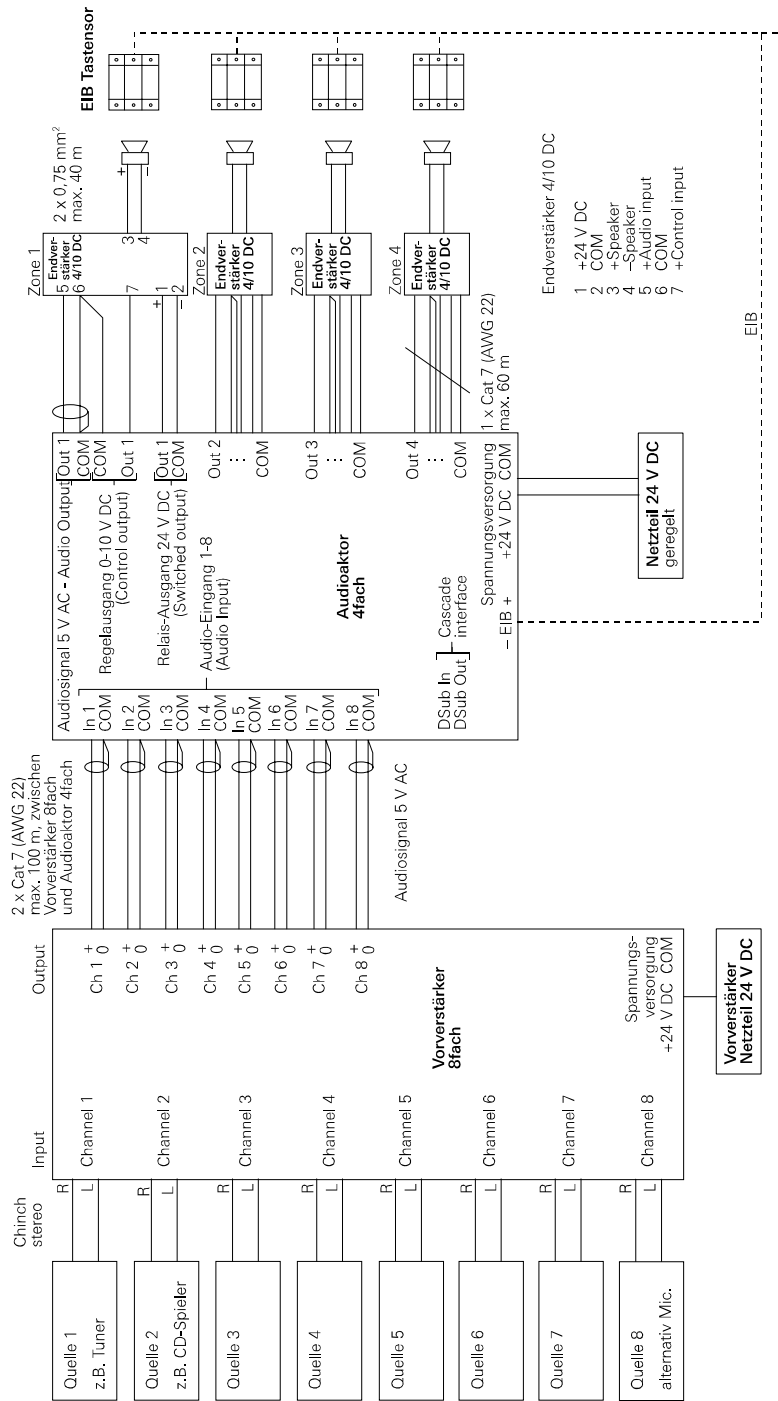 Chinch
stereo
Input
Output
Quelle 1
z.B. Tuner
Quelle 2
z.B. CD-Spieler
Quelle 3
Quelle 4
Quelle 5
Quelle 6
Quelle 7
Quelle 8
alternativ Mic.
R
L
R
L
R
L
R
L
R
L
R
L
R
L
R
L
Channel 1
Channel 2
Channel 3
Channel 4
Channel 5
Channel 6
Channel 7
Channel 8
Vorverstärker
8fach
Ch 1 +
0
Ch 2 +
0
Ch 3 +
0
Ch 4 +
0
Ch 5 +
0
Ch 6 +
0
Ch 7 +
0
Ch 8 +
0
Spannungs-
versorgung
+24 V DC COM
Vorverstärker
Netzteil 24 V DC
2 x Cat 7 (AWG 22)
max. 100 m, zwischen
Vorverstärker 8fach
und Audioaktor 4fach
Audiosignal 5 V AC
In 1
COM
In 2
COM
In 3
COM
In 4
COM
In 5
COM
In 6
COM
In 7
COM
In 8
COM
Audiosignal 5 V AC - Audio Output
Regelausgang 0-10 V DC
(Control output)
Relais-Ausgang 24 V DC
(Switched output)
Audio-Eingang 1-8
(Audio Input)
Audioaktor
4fach
DSub In
DSub Out
Cascade
interface
Out 1
COM
COM
Out 1
Out 1
COM
Out 2
COM
Out 3
COM
Out 4
COM
Spannungsversorgung
– EIB +
+24 V DC COM
Netzteil 24 V DC
geregelt
1 x Cat 7 (AWG 22)
max. 60 m
Zone 1
Endver-
stärker
4/10 DC
5
6
7
+ 1
– 2
3
4
Zone 2
Endver-
stärker
4/10 DC
Zone 3
Endver-
stärker
4/10 DC
Zone 4
Endver-
stärker
4/10 DC
2 x 0,75 mm²
max. 40 m
+
–
EIB Tastensor
Endverstärker 4/10 DC
1 +24 V DC
2 COM
3 +Speaker
4 –Speaker
5 +Audio input
6 COM
7 +Control input
EIB